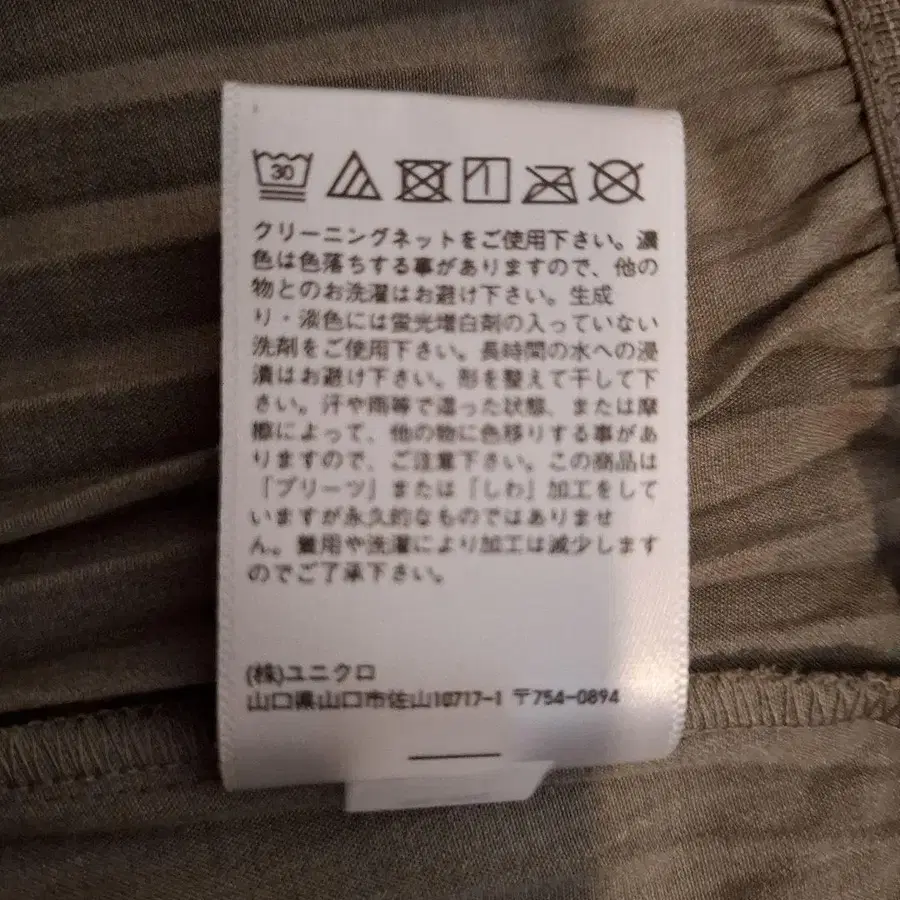 30
クリーニングネットをご使用下さい。濃
色は色落ちする事がありますので、他の
物とのお洗濯はお避け下さい。生成
り・淡色には蛍光増白剤の入っていない
洗剤をご使用下さい。長時間の水への浸
漬はお避け下さい。形を整えて干して下
さい。汗や雨等で湿った状態、または摩
擦によって、他の物に色移りする事があ
りますので、ご注意下さい。この商品は
「プリーツ」または「しわ」加工をして
いますが永久的なものではありませ
ん。着用や洗濯により加工は減少します
のでご了承下さい。
(株)ユニクロ
山口県山口市佐山10717-1 〒754-0894